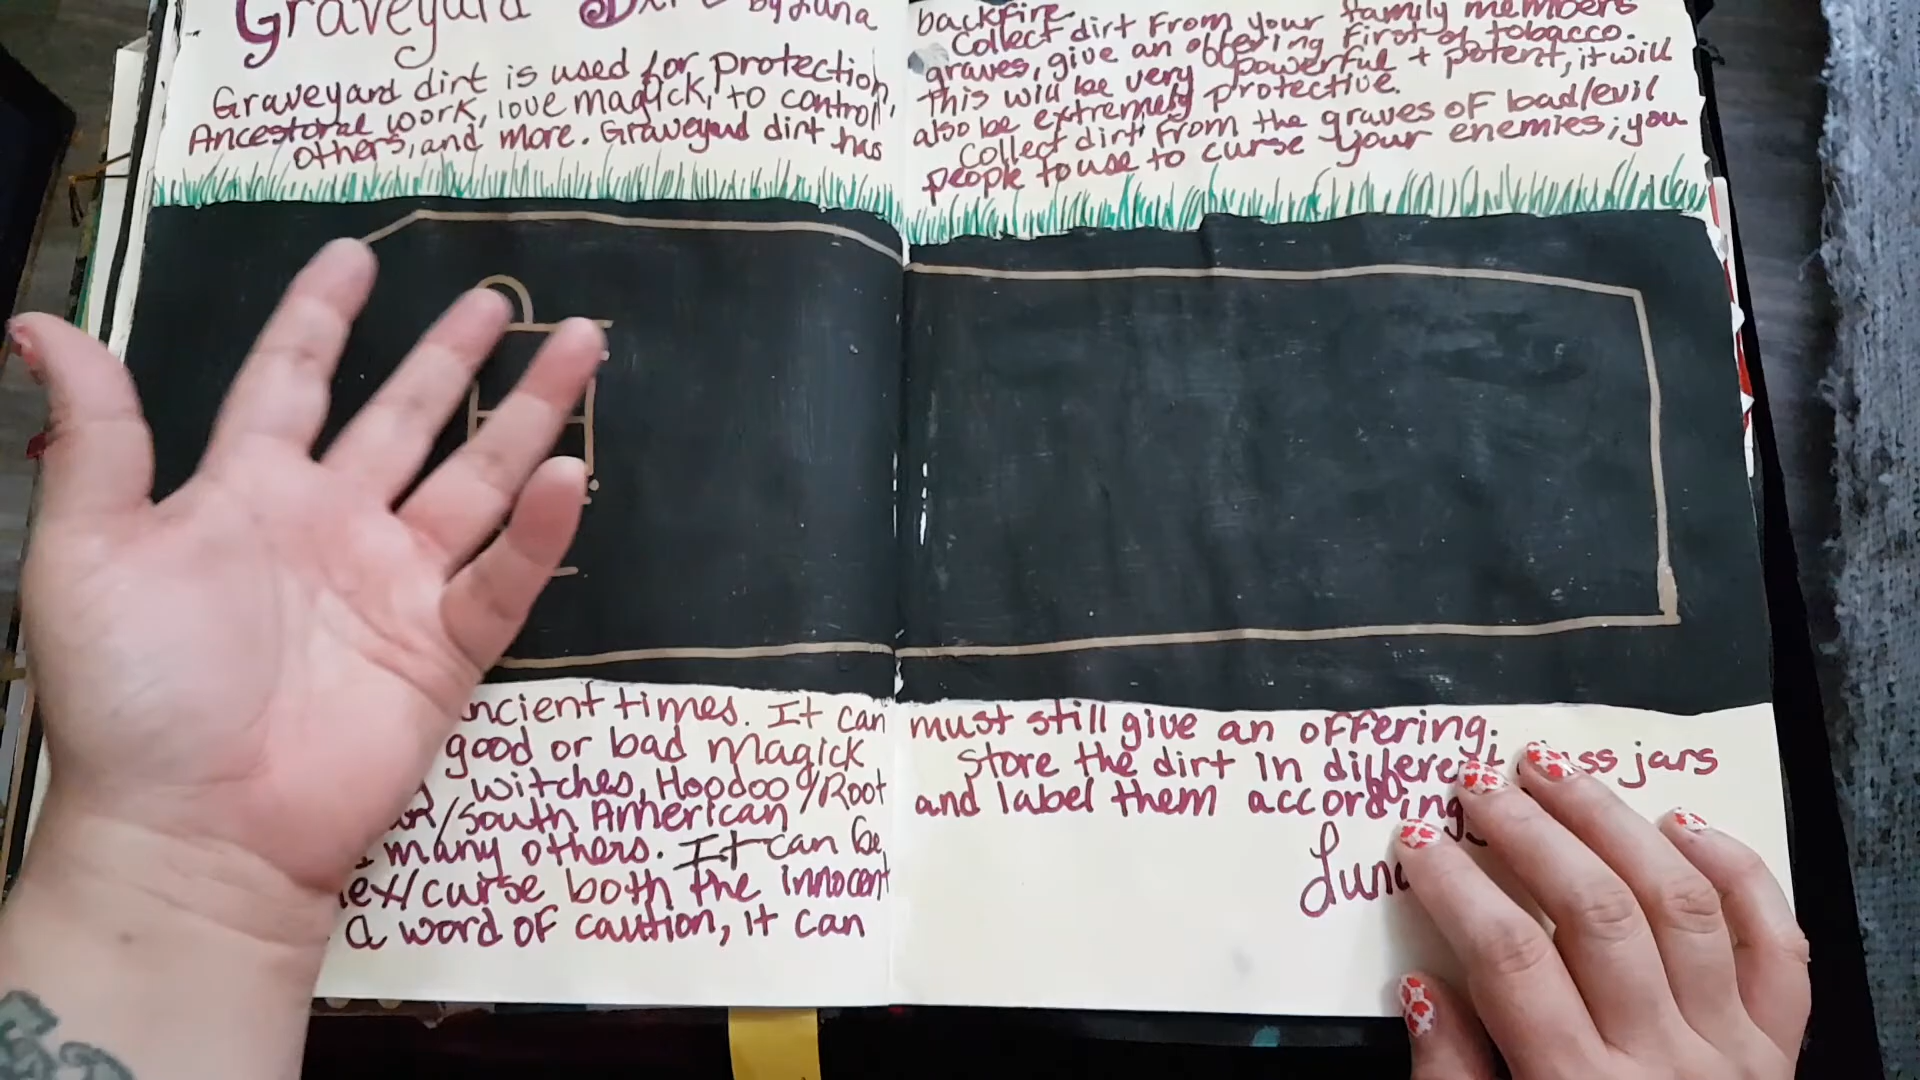 Graveyard Dirt by Luna
Graveyard dirt is used for protection,
Ancestoral work, love magick, to control
others, and more. Graveyard dirt has
ancient times. It can
good or bad magick
witches, Hoodoo/Root
/South American
many others. It can be
hex/curse both the innocent
a word of caution, it can
backfire.
Collect dirt from your family members
graves, give an offering first of tobacco.
This will be very powerful + potent, it will
also be extremely protective.
Collect dirt from the graves of bad/evil
people to use to curse your enemies; you
must still give an offering.
Store the dirt in different jars
and label them
Luna